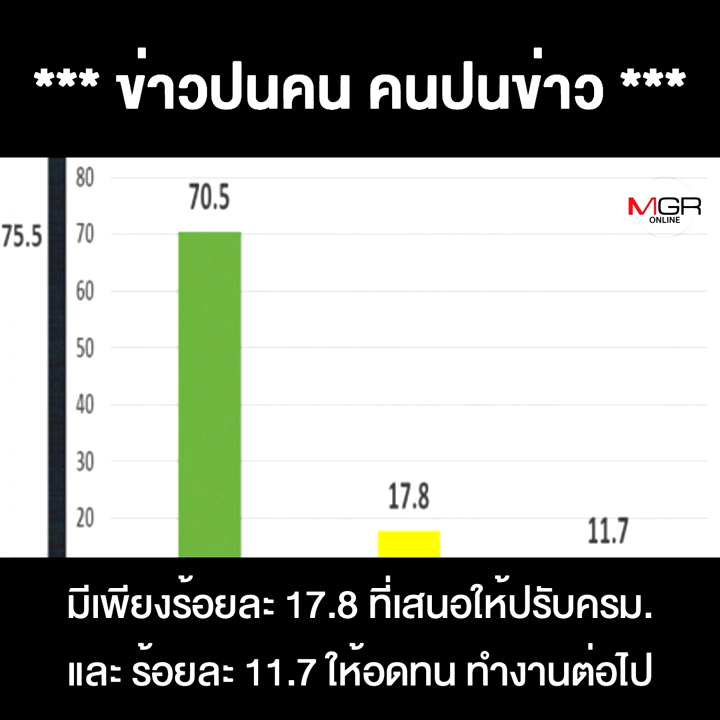 *** ข่าวปนคน คนปนข่าว ***
80
70.5
MGR
ONLINE
75.5
70
60
50
40
30
17.8
20
11.7
มีเพียงร้อยละ 17.8 ที่เสนอให้ปรับครม.
และ ร้อยละ 11.7 ให้อดทน ทำงานต่อไป